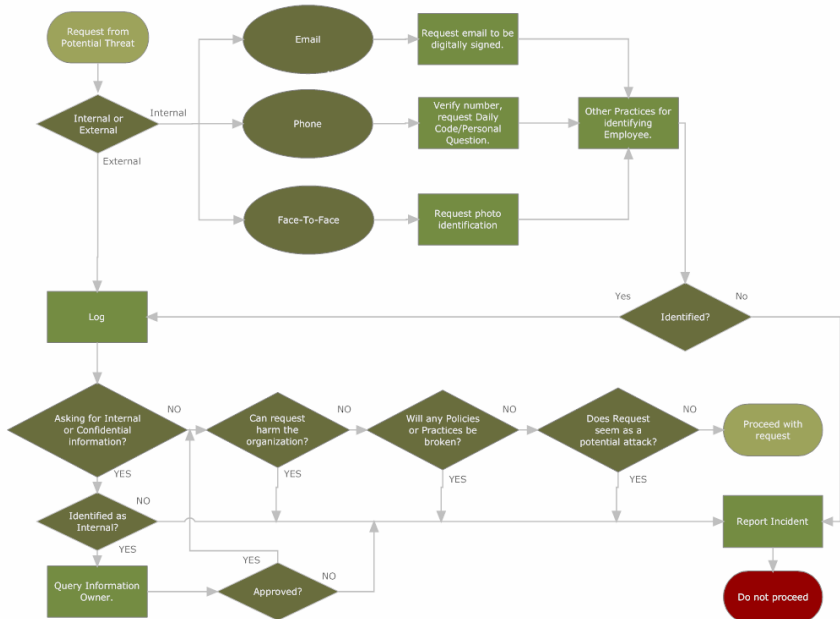 Request from
Potential Threat
Email
Request email to be
digitally signed.
Internal or
External
Internal
External
Phone
Verify number,
request Daily
Code/Personal
Question.
Other Practices for
identifying
Employee.
Face-To-Face
Request photo
identification
Log
Yes
No
Identified?
Asking for Internal
or Confidential
information?
NO
YES
Can request
harm the
organization?
NO
YES
Will any Policies
or Practices be
broken?
NO
YES
Does Request
seem as a
potential attack?
NO
YES
Proceed with
request
Identified as
Internal?
NO
YES
Report Incident
Query Information
Owner.
Approved?
YES
NO
Do not proceed